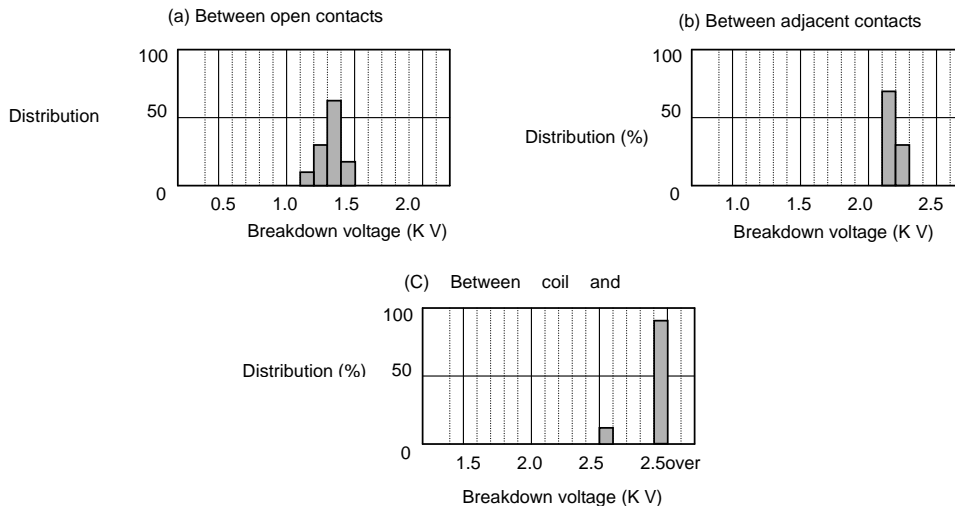 (a) Between open contacts
100
50
0
Distribution
0.5 1.0 1.5 2.0
Breakdown voltage (K V)
(b) Between adjacent contacts
100
50
0
Distribution (%)
1.0 1.5 2.0 2.5
Breakdown voltage (K V)
(C) Between coil and
100
50
0
Distribution (%)
1.5 2.0 2.5 2.5over
Breakdown voltage (K V)